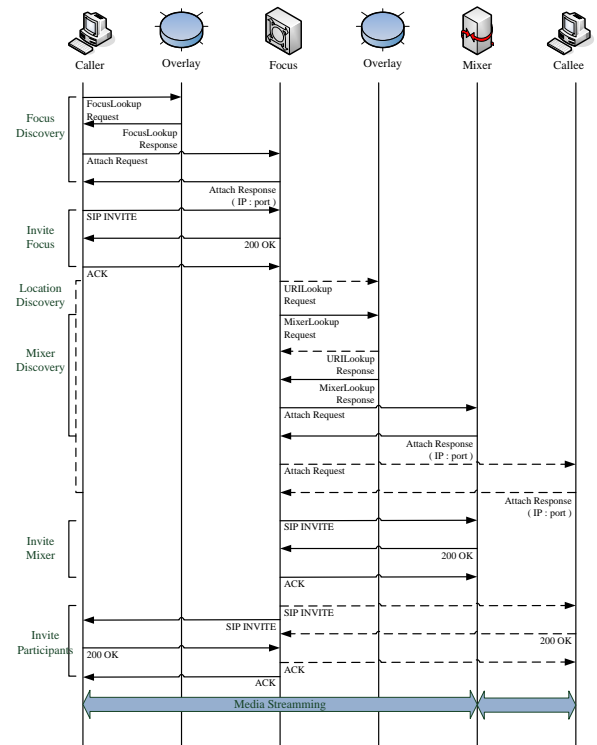 Caller
Overlay
Focus
Overlay
Mixer
Callee
Focus
Discovery
FocusLookup
Request
FocusLookup
Response
Attach Request
Attach Response
( IP : port )
Invite
Focus
SIP INVITE
200 OK
ACK
Location
Discovery
URILookup
Request
Mixer
Discovery
MixerLookup
Request
URILookup
Response
MixerLookup
Response
Attach Request
Attach Response
( IP : port )
Attach Request
Attach Response
( IP : port )
Invite
Mixer
SIP INVITE
200 OK
ACK
Invite
Participants
SIP INVITE
SIP INVITE
200 OK
200 OK
ACK
ACK
Media Streamming